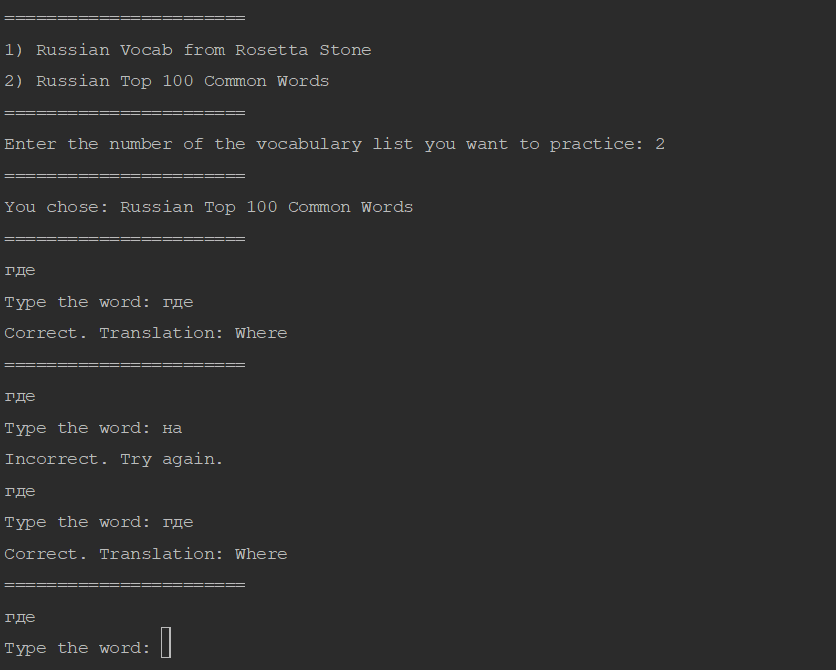 =======================
1) Russian Vocab from Rosetta Stone
2) Russian Top 100 Common Words
=======================
Enter the number of the vocabulary list you want to practice: 2
=======================
You chose: Russian Top 100 Common Words
=======================
где
Type the word: где
Correct. Translation: Where
=======================
где
Type the word: на
Incorrect. Try again.
где
Type the word: где
Correct. Translation: Where
=======================
где
Type the word: